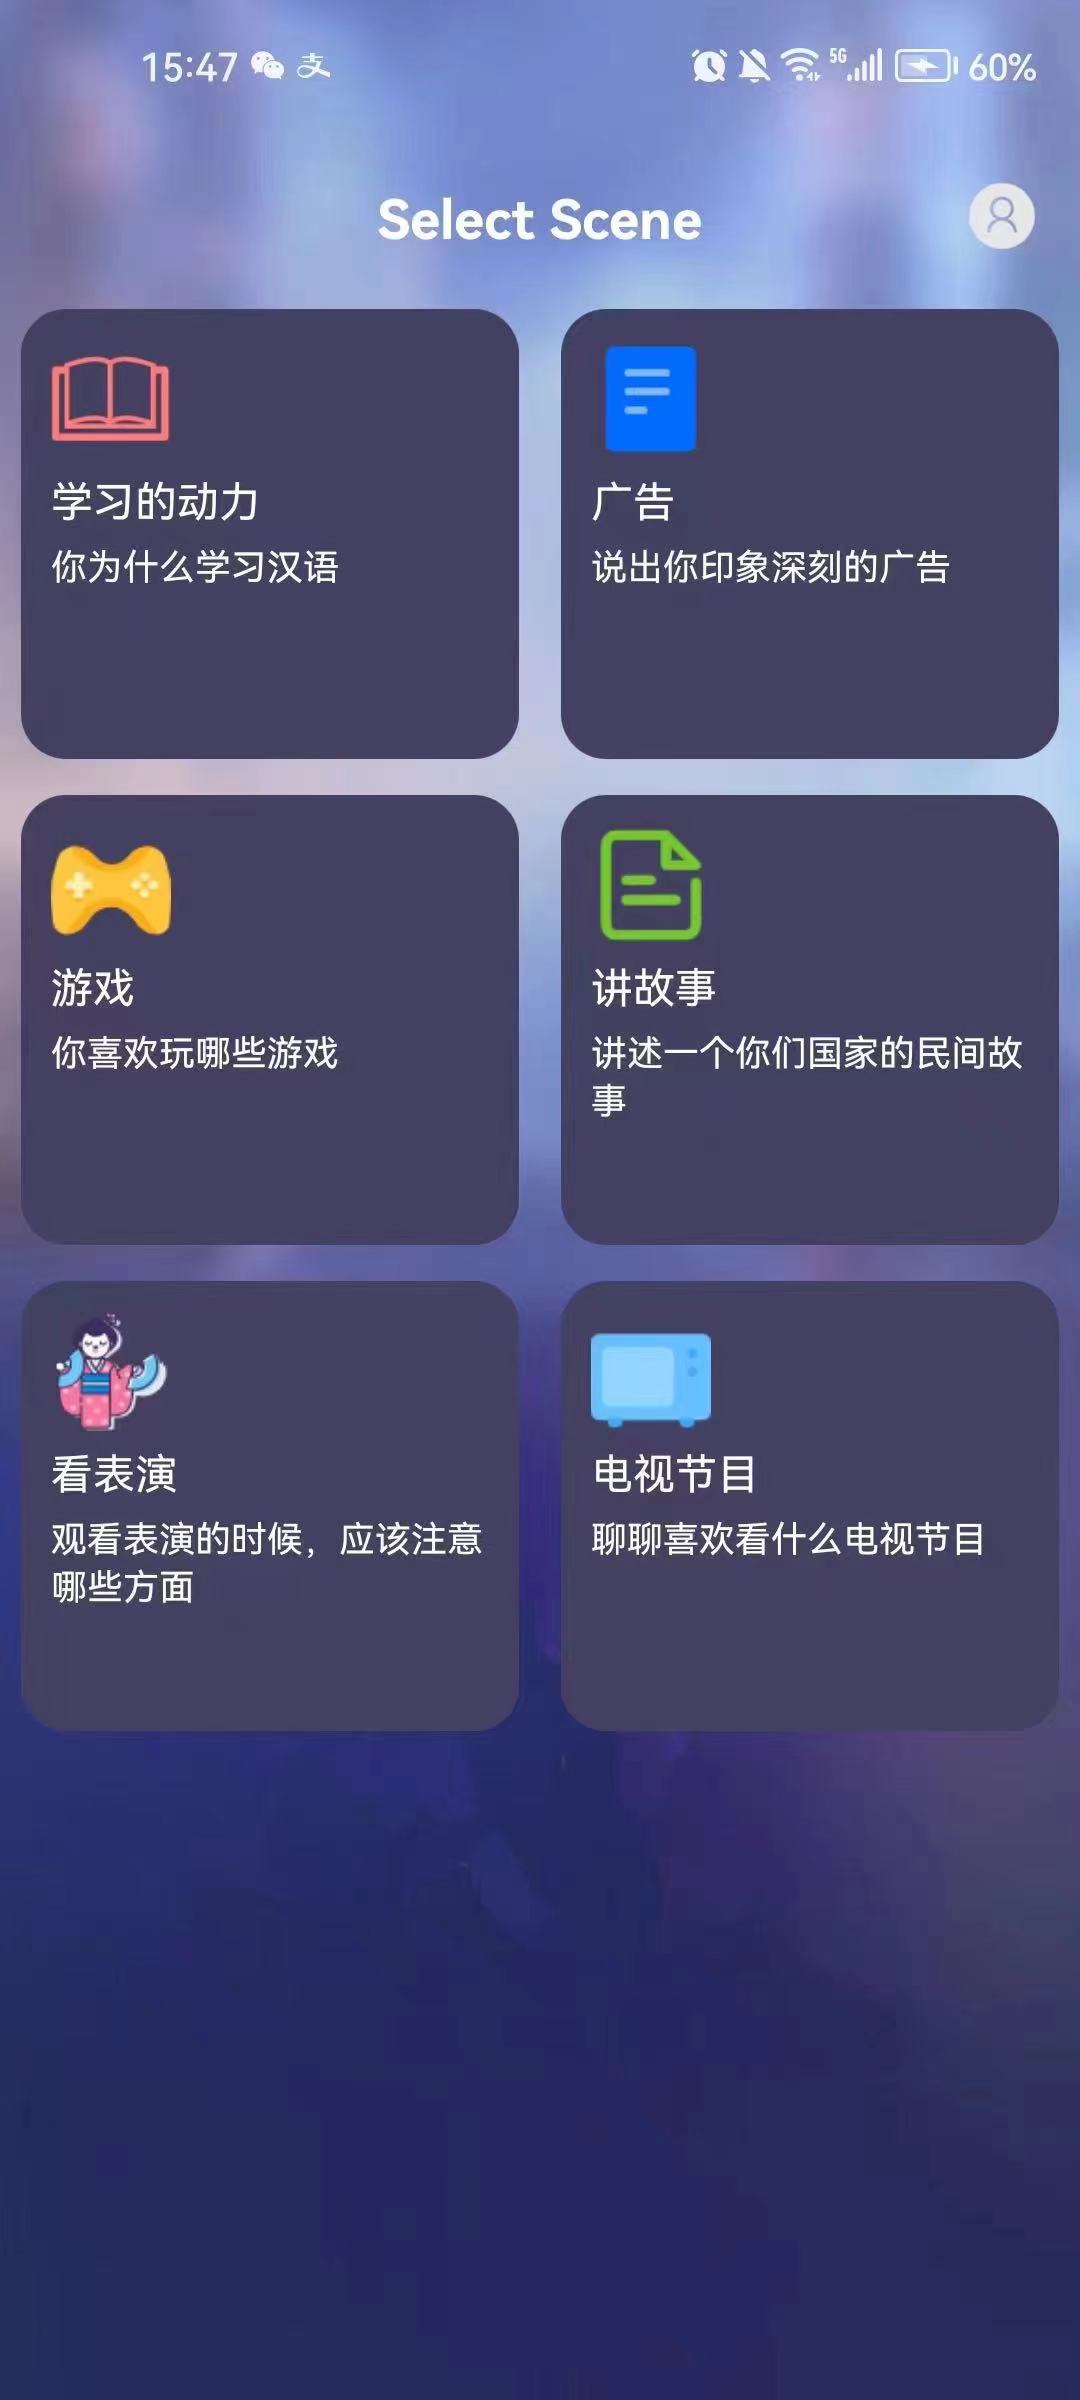 15:47 支 5G 60%
Select Scene
学习的动力
你为什么学习汉语
广告
说出你印象深刻的广告
游戏
你喜欢玩哪些游戏
讲故事
讲述一个你们国家的民间故
事
看表演
观看表演的时候，应该注意
哪些方面
电视节目
聊聊喜欢看什么电视节目